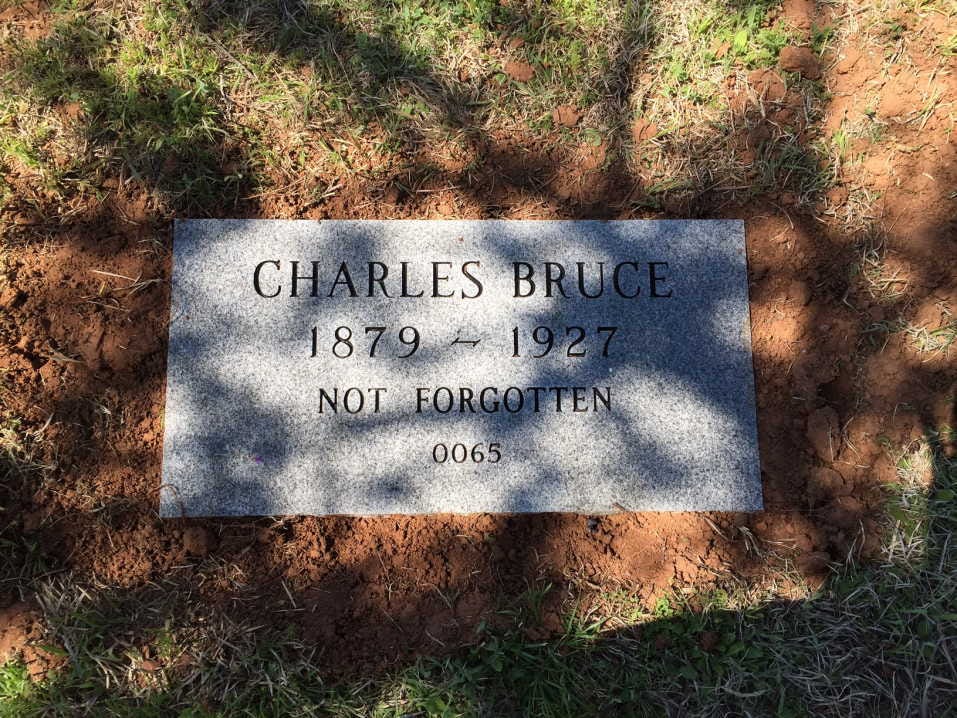 CHARLES BRUCE
1879 - 1927
NOT FORGOTTEN
0065